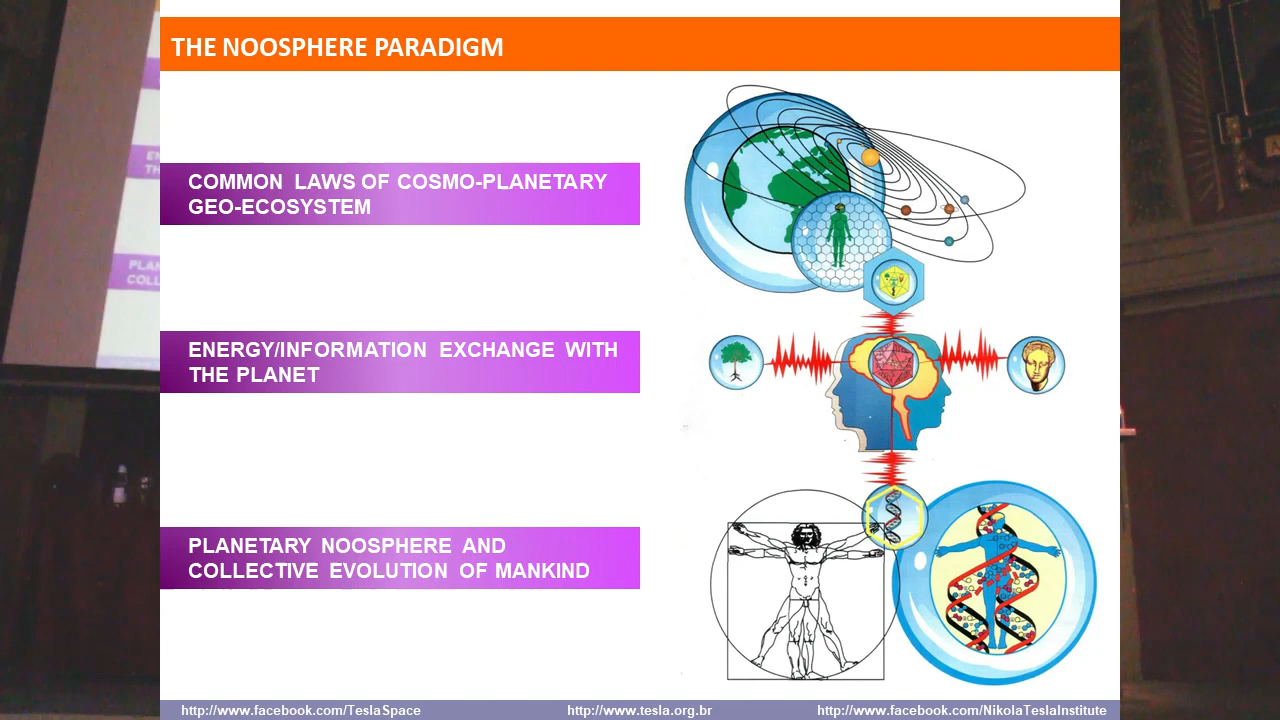 THE NOOSPHERE PARADIGM
COMMON LAWS OF COSMO-PLANETARY
GEO-ECOSYSTEM
ENERGY/INFORMATION EXCHANGE WITH
THE PLANET
PLANETARY NOOSPHERE AND
COLLECTIVE EVOLUTION OF MANKIND
http://www.facebook.com/TeslaSpace
http://www.tesla.org.br
http://www.facebook.com/NikolaTeslaInstitute